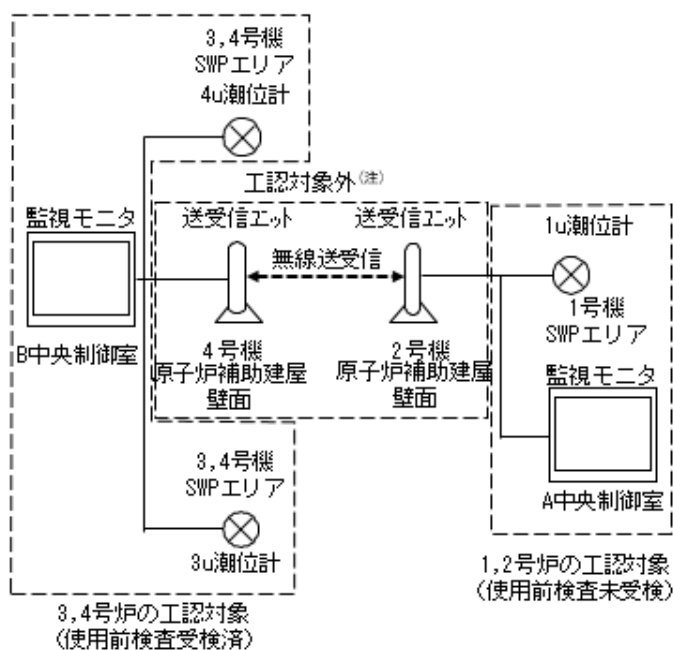 3,4号機
SWPエリア
4u潮位計
工認対象外(注)
監視モニタ
B中央制御室
送受信ユニット
4号機
原子炉補助建屋
壁面
無線送受信
送受信ユニット
2号機
原子炉補助建屋
壁面
1u潮位計
1号機
SWPエリア
監視モニタ
A中央制御室
3,4号機
SWPエリア
3u潮位計
1,2号炉の工認対象
(使用前検査未受検)
3,4号炉の工認対象
(使用前検査受検済)